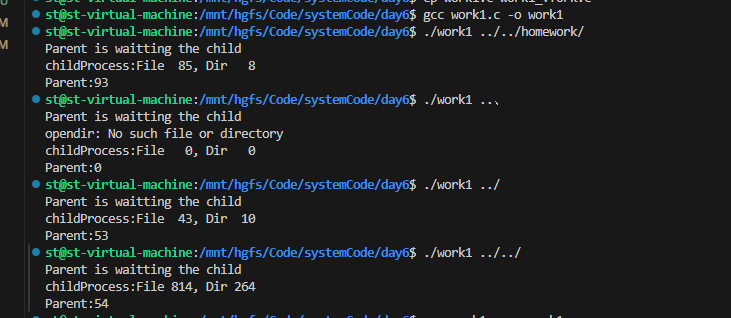 st@st-virtual-machine:/mnt/hgfs/Code/systemCode/day6$ gcc work1.c -o work1
st@st-virtual-machine:/mnt/hgfs/Code/systemCode/day6$ ./work1 ../../homework/
Parent is waitting the child
childProcess:File  85, Dir   8
Parent:93
st@st-virtual-machine:/mnt/hgfs/Code/systemCode/day6$ ./work1 ..\
Parent is waitting the child
opendir: No such file or directory
childProcess:File   0, Dir   0
Parent:0
st@st-virtual-machine:/mnt/hgfs/Code/systemCode/day6$ ./work1 ../
Parent is waitting the child
childProcess:File  43, Dir  10
Parent:53
st@st-virtual-machine:/mnt/hgfs/Code/systemCode/day6$ ./work1 ../../
Parent is waitting the child
childProcess:File 814, Dir 264
Parent:54